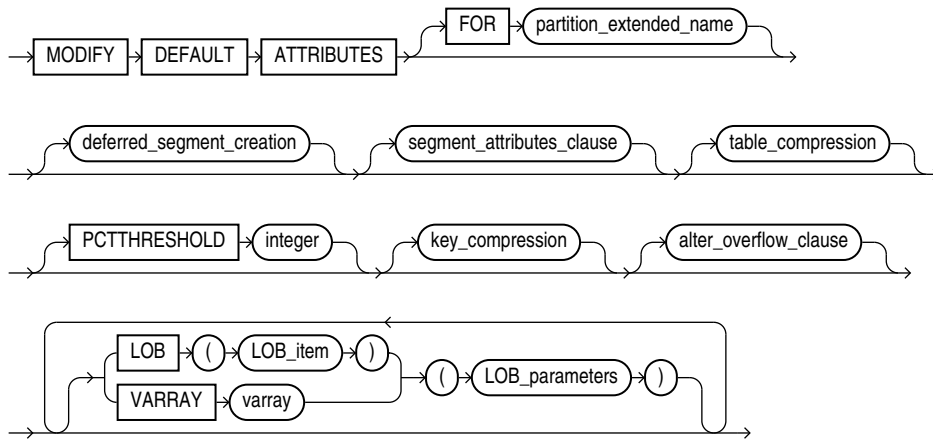 FOR partition_extended_name
MODIFY DEFAULT ATTRIBUTES
deferred_segment_creation segment_attributes_clause table_compression
PCTTHRESHOLD integer key_compression alter_overflow_clause
LOB ( LOB_item )
( LOB_parameters )
VARRAY varray